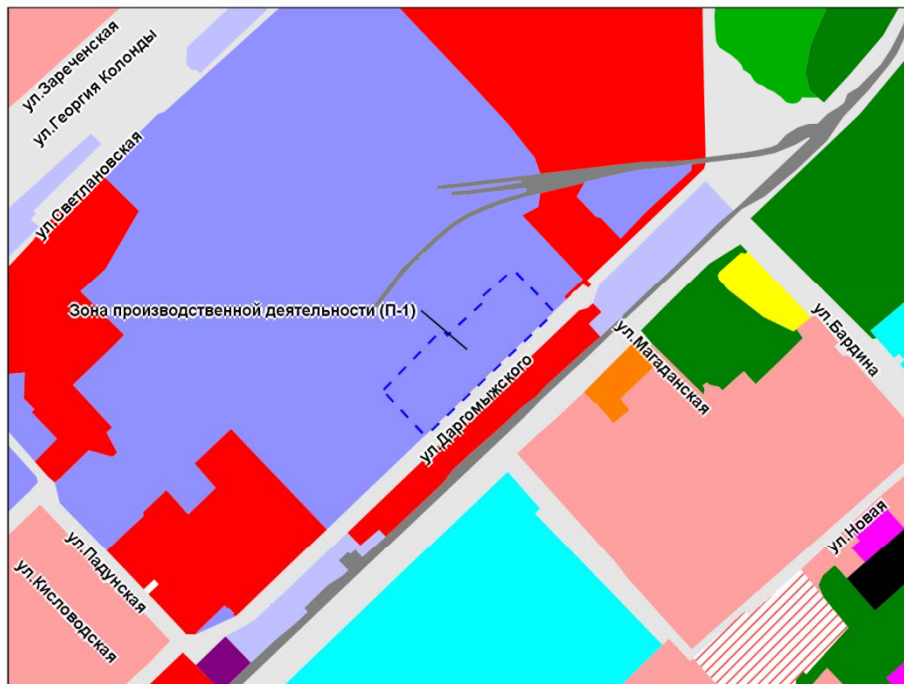 ул.Зареченская
ул.Георгия Колонды
ул.Светлановская
Зона производственной деятельности (П-1)
ул.Бардина
ул.Магаданская
ул.Даргомыжского
ул.Новая
ул.Падунская
ул.Кисловодская